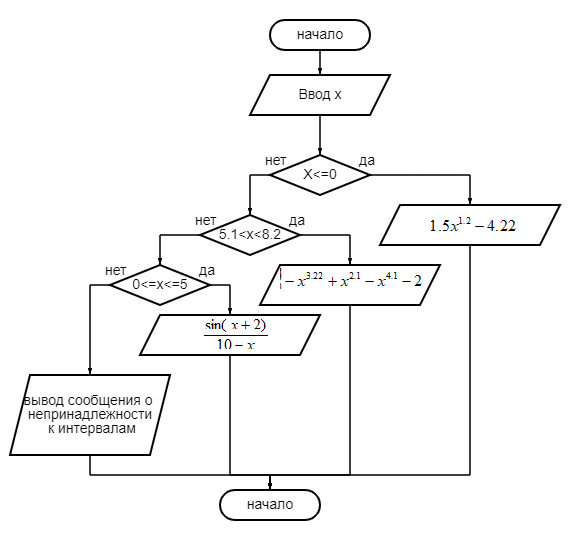 начало
Ввод x
нет
да
X<=0
1.5x^1.2 − 4.22
нет
да
5.1<x<8.2
− x^3.22 + x^2.1 − x^4.1 − 2
нет
да
0<=x<=5
sin( x + 2)
10 − x
вывод сообщения о
непринадлежности
к интервалам
начало